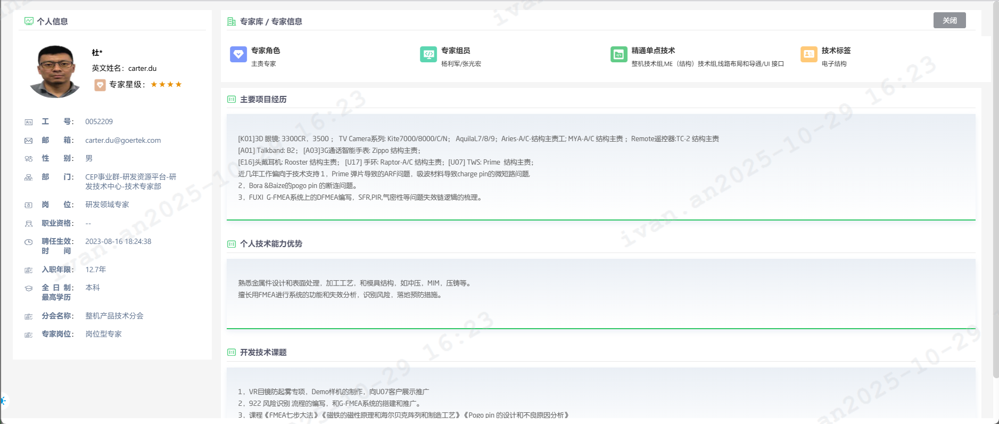 个人信息
杜*
英文姓名：carter.du
专家星级：★★★★
工 号： 0052209
邮 箱： carter.du@goertek.com
性 别： 男
部 门： CEP事业群-研发资源平台-研
发技术中心-技术专家部
岗 位： 研发领域专家
职业资格： --
聘任生效： 2023-08-16 18:24:38
时 间
入职年限： 12.7年
全 日 制： 本科
最高学历
分会名称： 整机产品技术分会
专家岗位： 岗位型专家
专家库 / 专家信息
关闭
专家角色
主责专家
专家组员
杨利军/张光宏
精通单点技术
整机技术组,ME（结构）技术组,线路布局和导通/UI 接口
技术标签
电子结构
主要项目经历
[K01]3D 眼镜: 3300CR，3500； TV Camera系列: Kite7000/8000/C/N； AquilaL7/8/9；Aries-A/C-结构主责工; MYA-A/C 结构主责； Remote遥控器:TC-2 结构主责
[A01] Talkband: B2； [A03]3G通话智能手表: Zippo 结构主责；
[E16]头戴耳机: Rooster 结构主责； [U17] 手环: Raptor-A/C 结构主责；[U07] TWS: Prime 结构主责；
近几年工作偏向于技术支持 1，Prime 弹片导致的ARF问题，吸波材料导致charge pin的微短路问题,
2，Bora &Baize的pogo pin 的断连问题。
3，FUXI G-FMEA系统上的DFMEA编写，SFR,PIR,气密性等问题失效链逻辑的梳理。
个人技术能力优势
熟悉金属件设计和表面处理，加工工艺，和模具结构，如冲压，MIM，压铸等。
擅长用FMEA进行系统的功能和失效分析，识别风险，落地预防措施。
开发技术课题
1，VR目镜防起雾专项，Demo样机的制作，向U07客户展示推广
2，922 风险识别 流程的编写，和G-FMEA系统的搭建和推广。
3，课程《FMEA七步大法》《磁铁的磁性原理和海尔贝克阵列和制造工艺》《Pogo pin 的设计和不良原因分析》
ivan.an2025-10-29 16:23